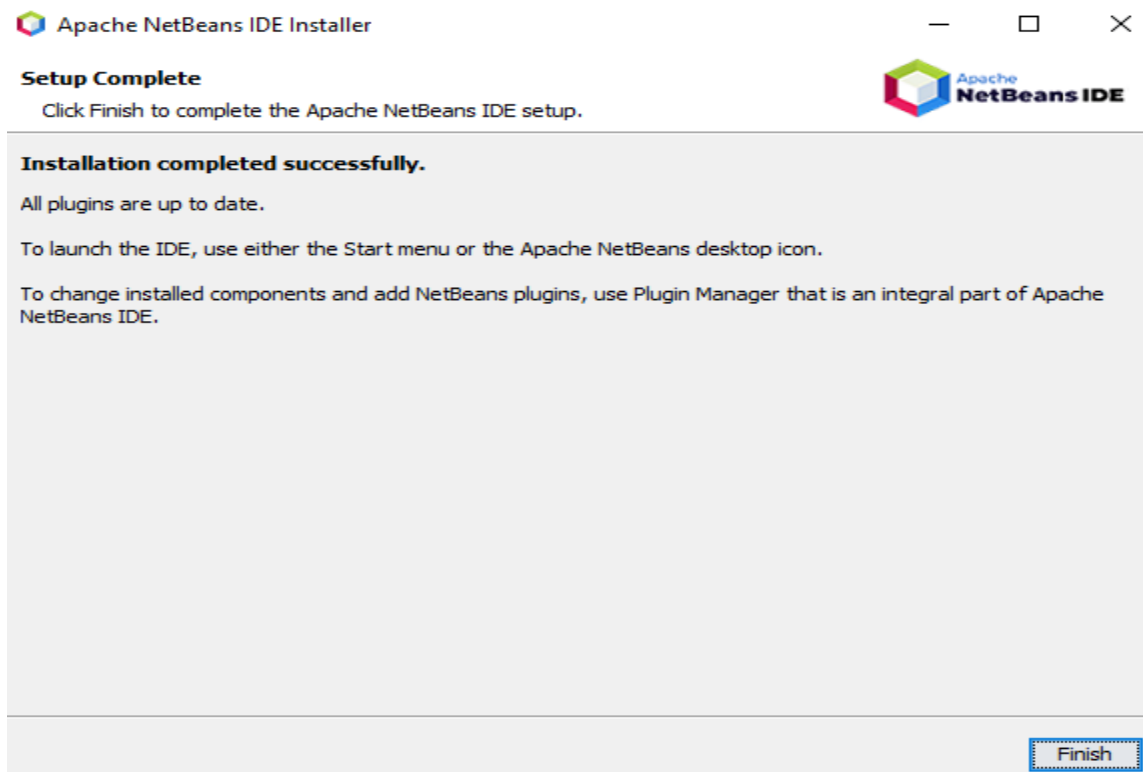 Apache NetBeans IDE Installer
Setup Complete
Click Finish to complete the Apache NetBeans IDE setup.
Apache
NetBeans IDE
Installation completed successfully.
All plugins are up to date.
To launch the IDE, use either the Start menu or the Apache NetBeans desktop icon.
To change installed components and add NetBeans plugins, use Plugin Manager that is an integral part of Apache
NetBeans IDE.
Finish